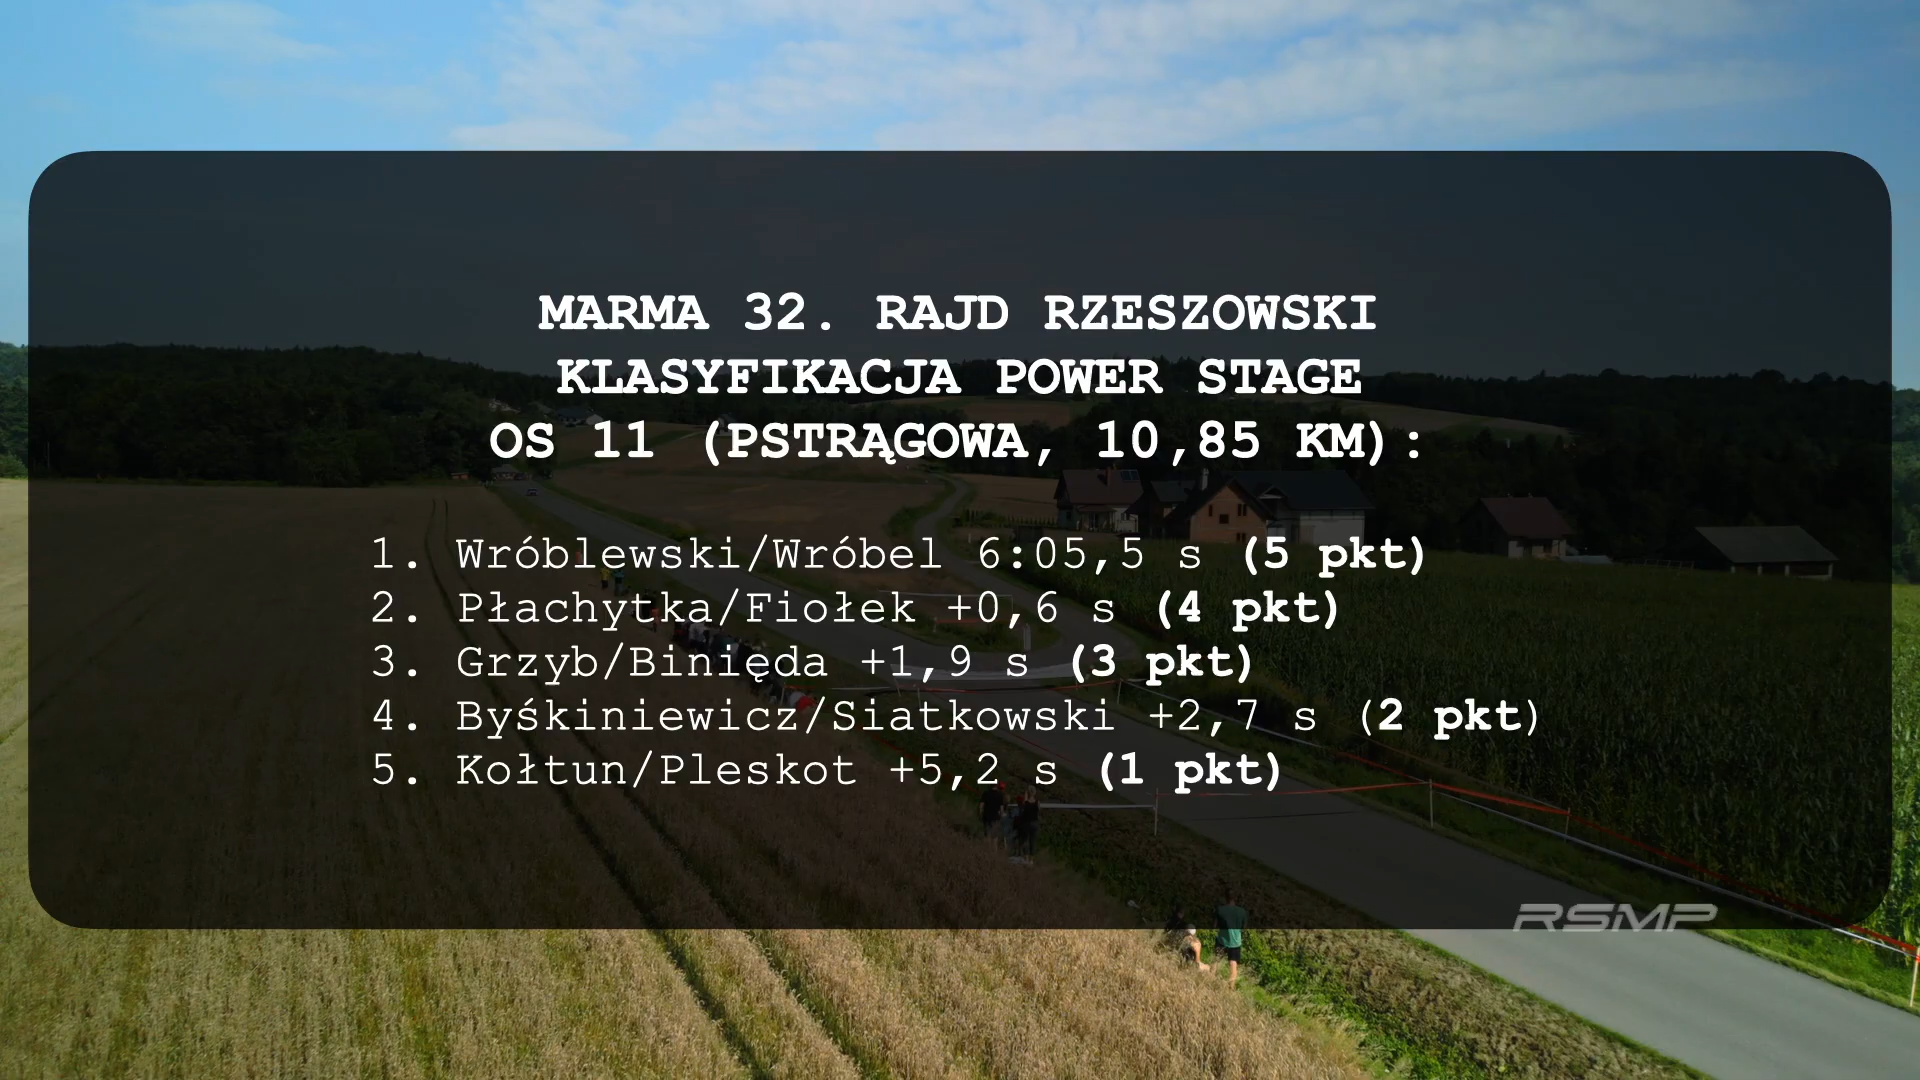 MARMA 32. RAJD RZESZOWSKI
KLASYFIKACJA POWER STAGE
OS 11 (PSTRĄGOWA, 10,85 KM):
1. Wróblewski/Wróbel 6:05,5 s (5 pkt)
2. Płachytka/Fiołek +0,6 s (4 pkt)
3. Grzyb/Binięda +1,9 s (3 pkt)
4. Byśkiniewicz/Siatkowski +2,7 s (2 pkt)
5. Kołtun/Pleskot +5,2 s (1 pkt)
RSMP